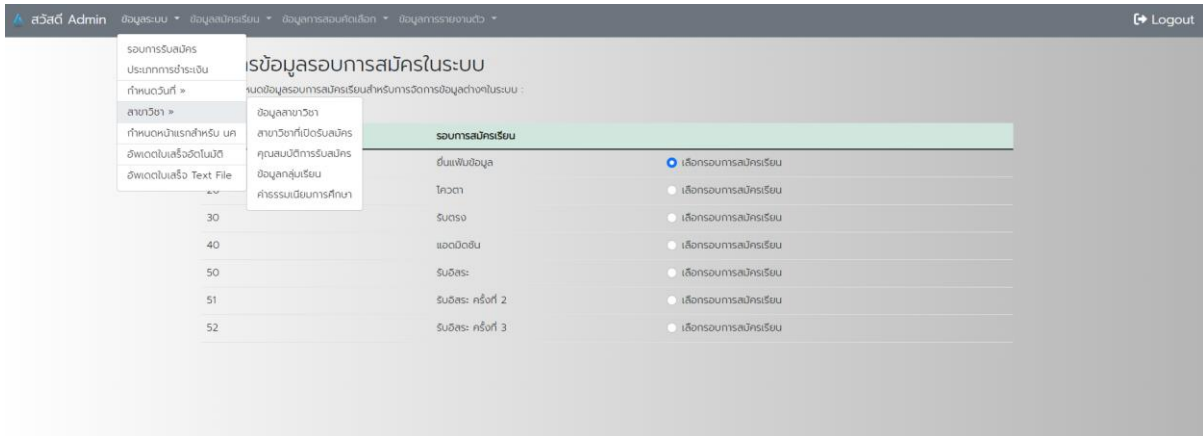 สวัสดี Admin ข้อมูลระบบ ข้อมูลสมัครเรียน ข้อมูลการสอบคัดเลือก ข้อมูลการรายงานตัว Logout
รอบการรับสมัคร
ประเภทการชำระเงิน
กำหนดวันที่ »
สาขาวิชา »
กำหนดหน้าแรกสำหรับ นศ
อัพเดตใบเสร็จอัตโนมัติ
อัพเดตใบเสร็จ Text File
ข้อมูลสาขาวิชา
สาขาวิชาที่เปิดรับสมัคร
คุณสมบัติการรับสมัคร
ข้อมูลกลุ่มเรียน
ค่าธรรมเนียมการศึกษา
รข้อมูลรอบการสมัครในระบบ
หนดข้อมูลรอบการสมัครเรียนสำหรับการจัดการข้อมูลต่างๆในระบบ :
รอบการสมัครเรียน
ยื่นแฟ้มข้อมูล เลือกรอบการสมัครเรียน
20 โควตา เลือกรอบการสมัครเรียน
30 รับตรง เลือกรอบการสมัครเรียน
40 แอดมิดชัน เลือกรอบการสมัครเรียน
50 รับอิสระ เลือกรอบการสมัครเรียน
51 รับอิสระ ครั้งที่ 2 เลือกรอบการสมัครเรียน
52 รับอิสระ ครั้งที่ 3 เลือกรอบการสมัครเรียน